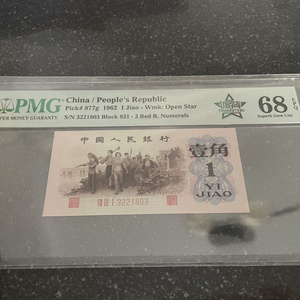 PMG
PAPER MONEY GUARANTY
China / People's Republic
Pick# 877g 1962 1 Jiao - Wmk: Open Star
S/N 3221803 Block 831 - 3 Red R. Numerals
68 EPQ
Superb Gem Unc
中国人民银行
壹角
1
YI
JIAO
3221803